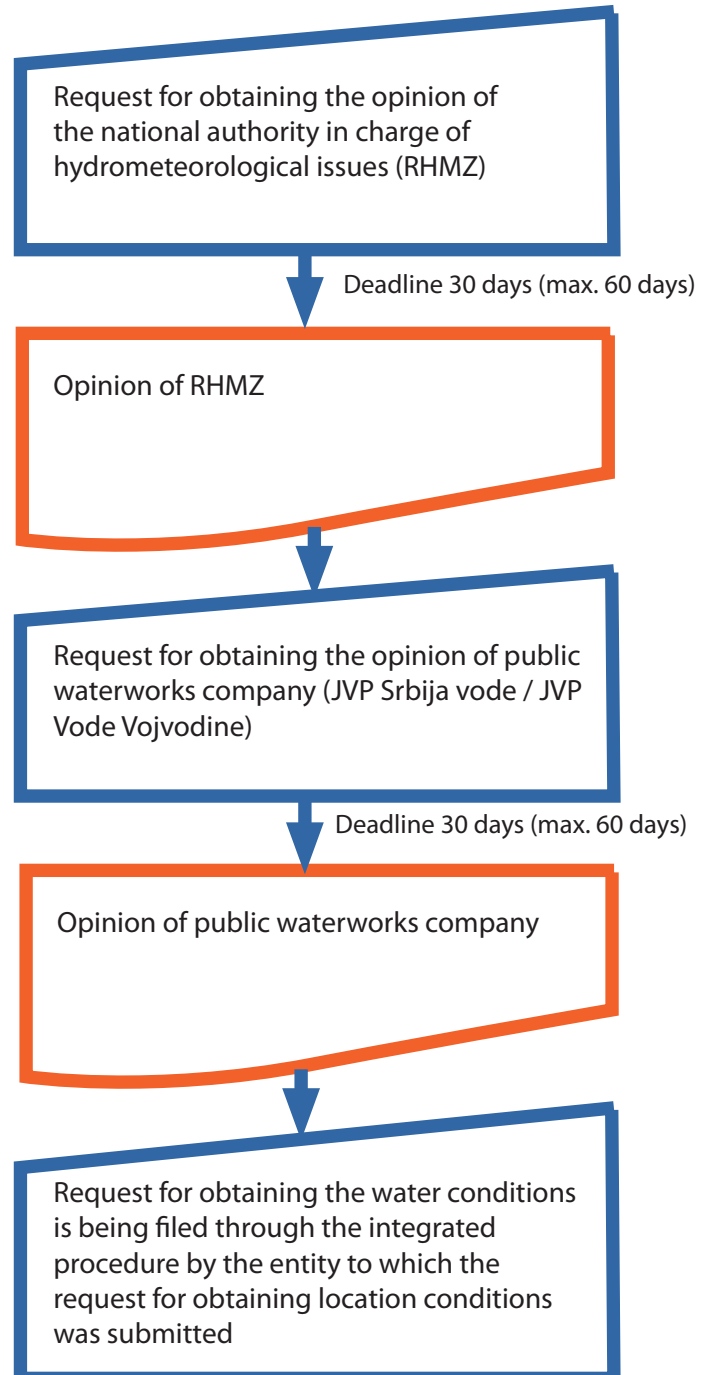 Request for obtaining the opinion of
the national authority in charge of
hydrometeorological issues (RHMZ)
Deadline 30 days (max. 60 days)
Opinion of RHMZ
Request for obtaining the opinion of public
waterworks company (JVP Srbija vode / JVP
Vode Vojvodine)
Deadline 30 days (max. 60 days)
Opinion of public waterworks company
Request for obtaining the water conditions
is being filed through the integrated
procedure by the entity to which the
request for obtaining location conditions
was submitted